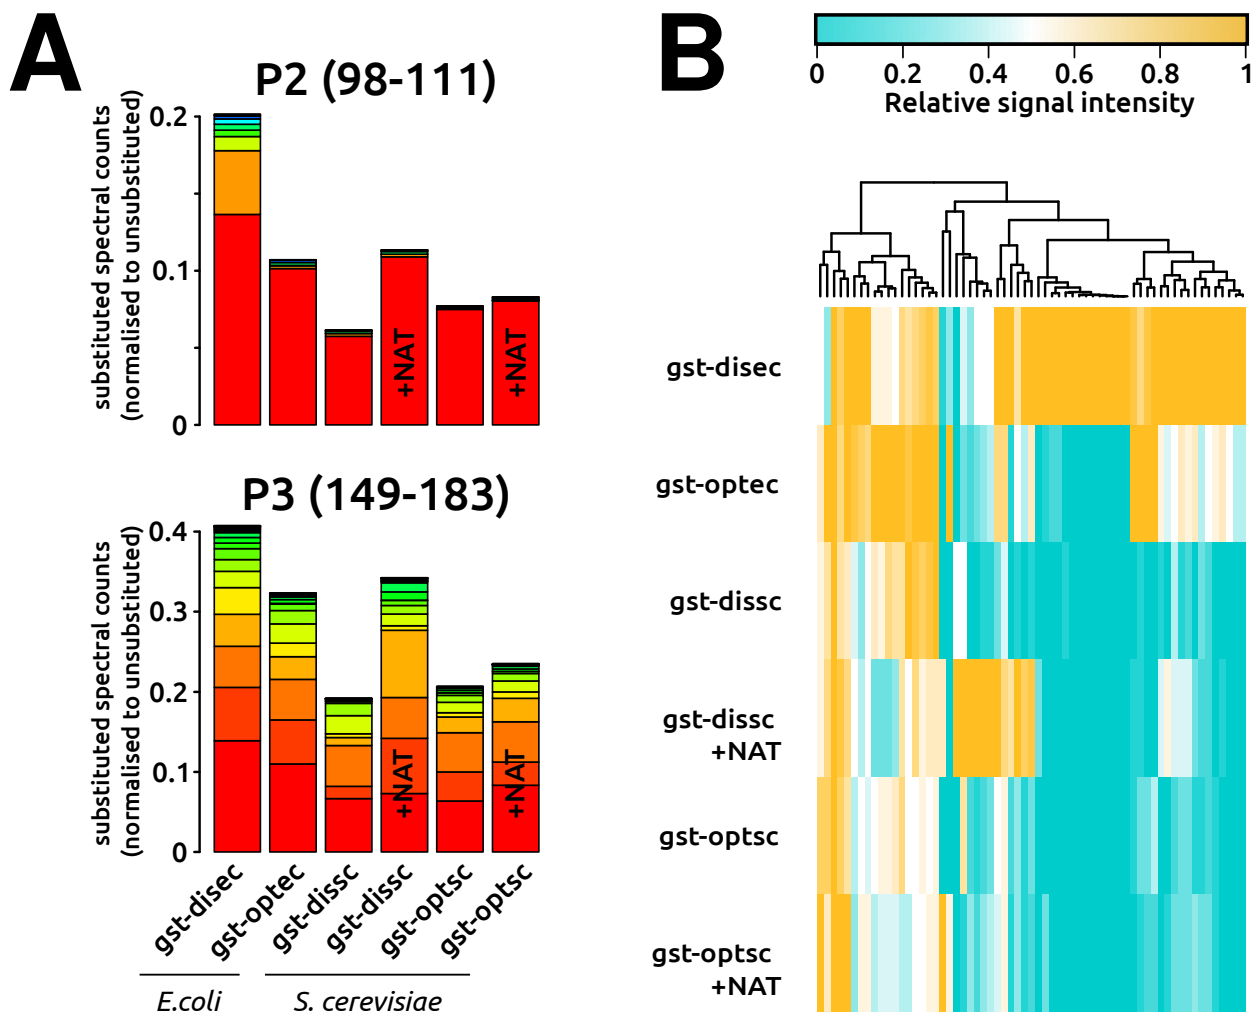 A
P2 (98-111)
substituted spectral counts
(normalised to unsubstituted)
0.2
0.1
0
+NAT
+NAT
P3 (149-183)
substituted spectral counts
(normalised to unsubstituted)
0.4
0.3
0.2
0.1
0
+NAT
+NAT
gst-disec
gst-optec
gst-dissc
gst-dissc
gst-optsc
gst-optsc
E.coli
S. cerevisiae
B
0 0.2 0.4 0.6 0.8 1
Relative signal intensity
gst-disec
gst-optec
gst-dissc
gst-dissc
+NAT
gst-optsc
gst-optsc
+NAT